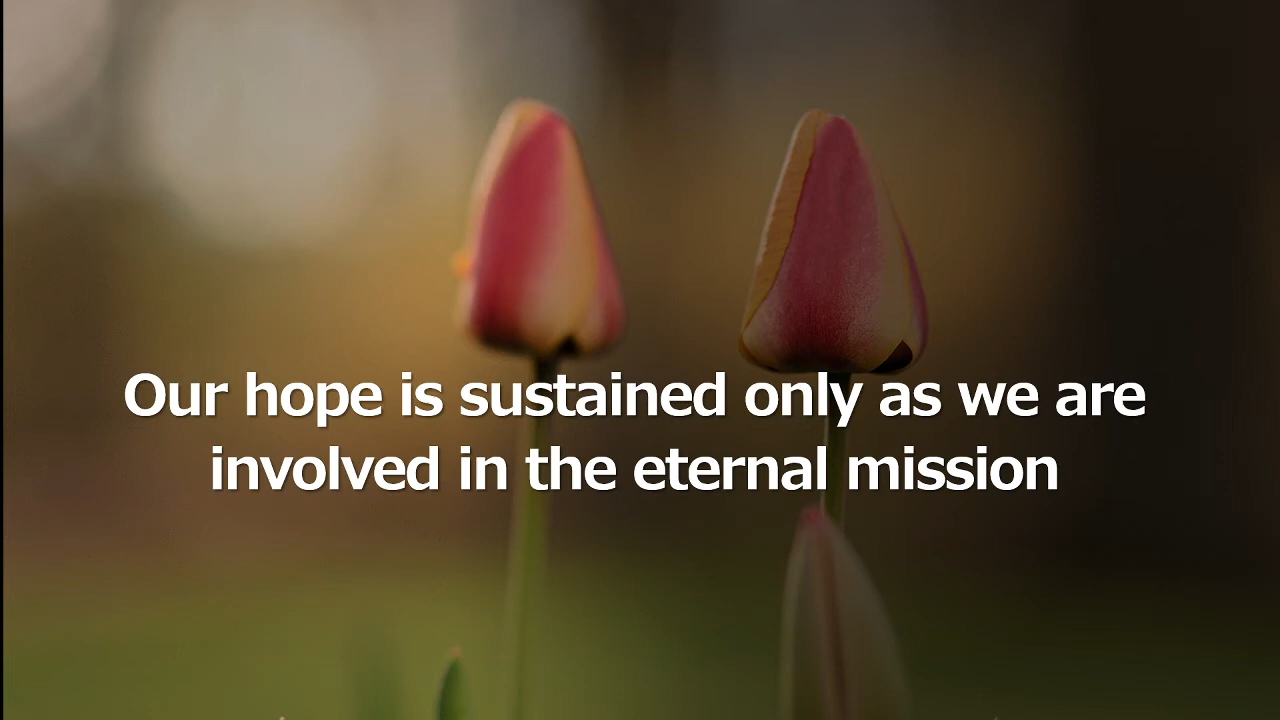 Our hope is sustained only as we are
involved in the eternal mission